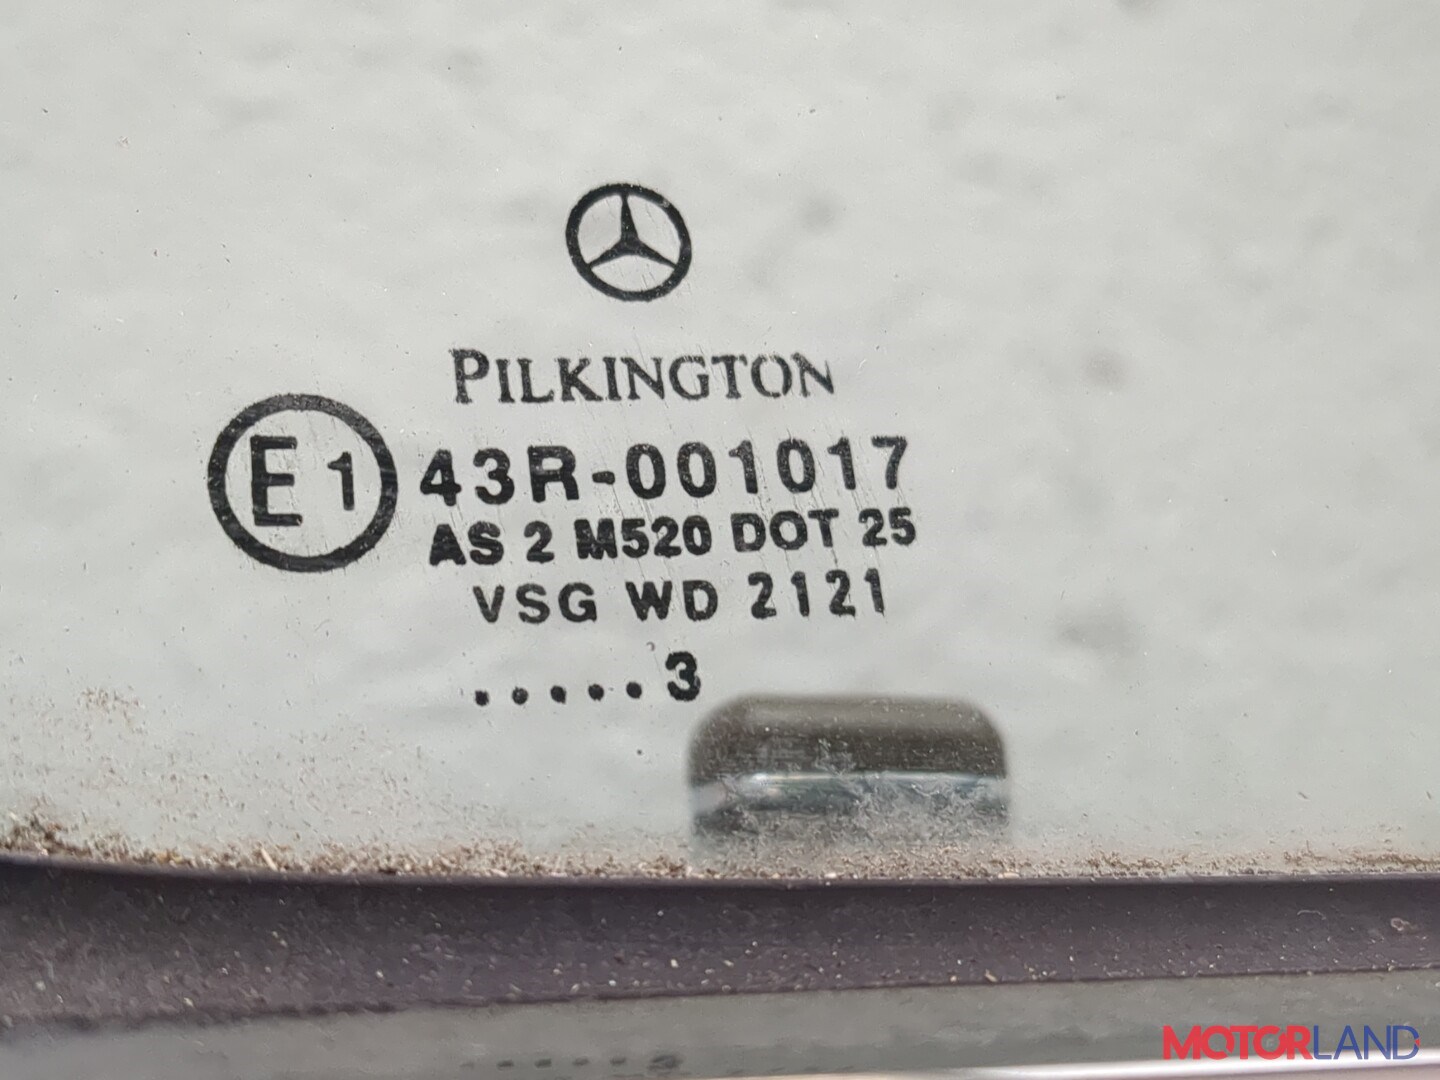 PILKINGTON
E1 43R-001017
AS 2 M520 DOT 25
VSG WD 2121
.....3
MOTORLAND